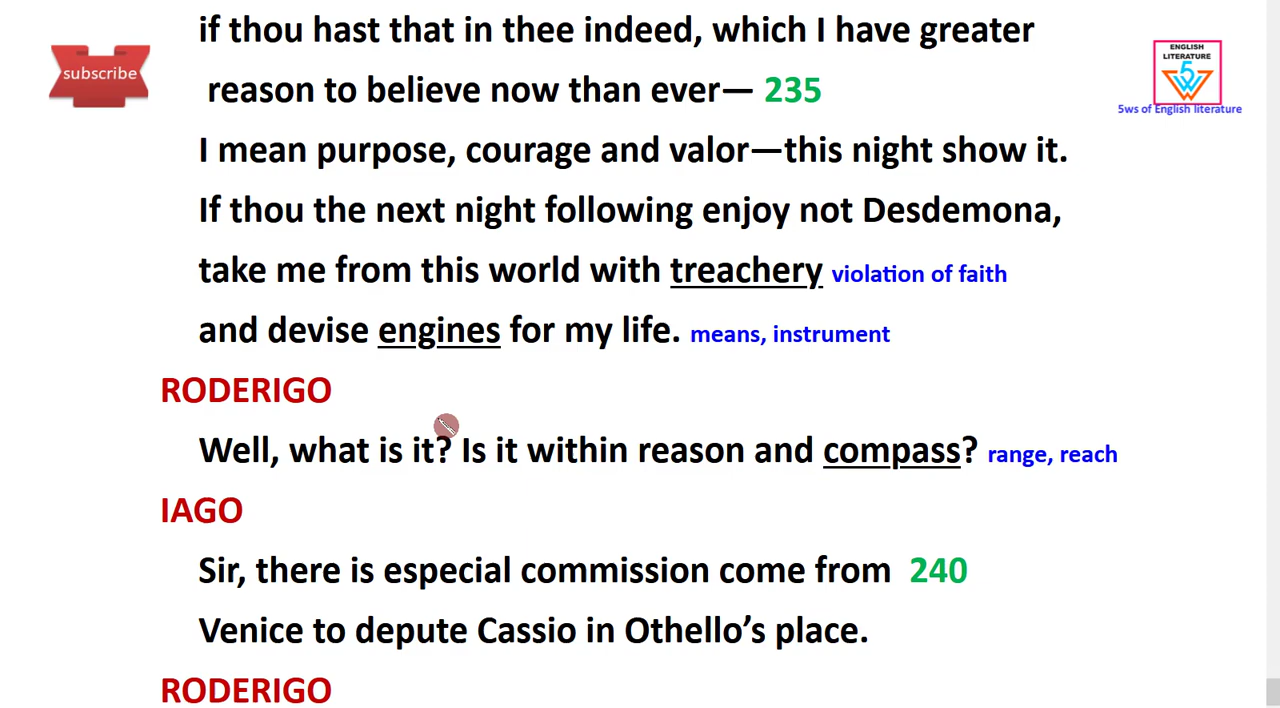 if thou hast that in thee indeed, which I have greater
subscribe
ENGLISH
LITERATURE
5
W
5ws of English literature
reason to believe now than ever— 235
I mean purpose, courage and valor—this night show it.
If thou the next night following enjoy not Desdemona,
take me from this world with treachery violation of faith
and devise engines for my life. means, instrument
RODERIGO
Well, what is it? Is it within reason and compass? range, reach
IAGO
Sir, there is especial commission come from 240
Venice to depute Cassio in Othello’s place.
RODERIGO